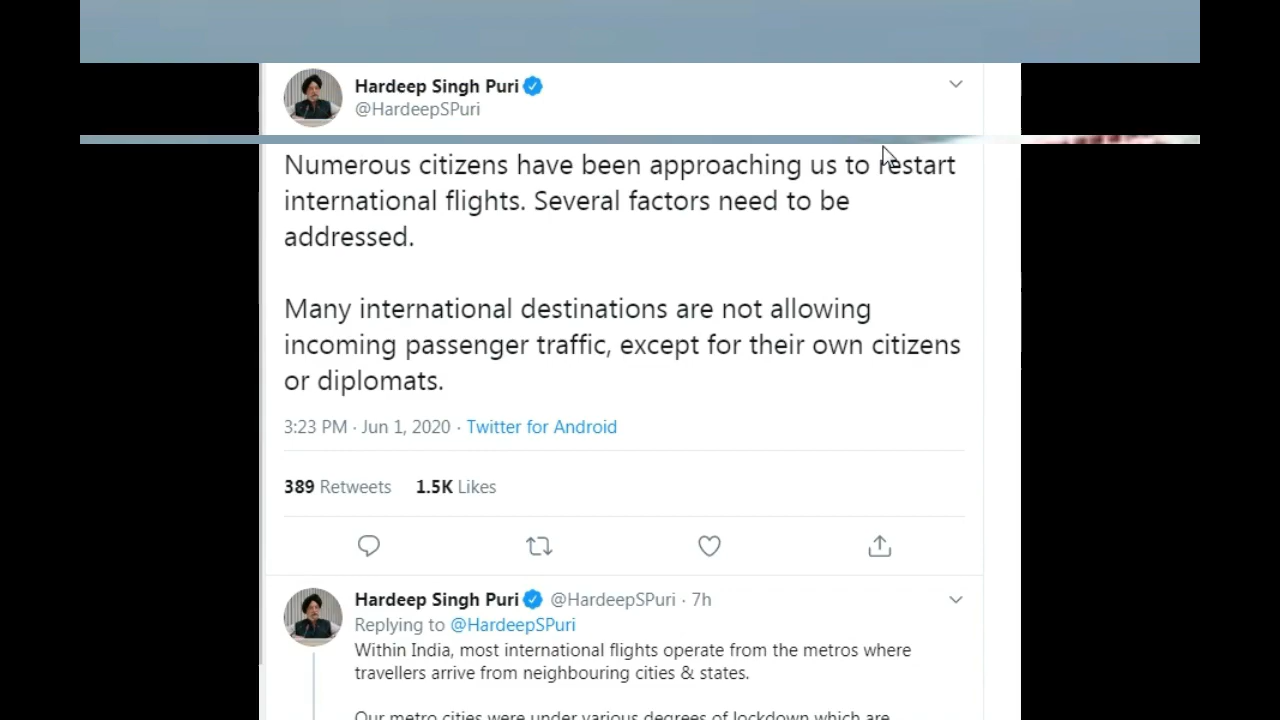 Hardeep Singh Puri
@HardeepSPuri
Numerous citizens have been approaching us to restart
international flights. Several factors need to be
addressed.
Many international destinations are not allowing
incoming passenger traffic, except for their own citizens
or diplomats.
3:23 PM · Jun 1, 2020 · Twitter for Android
389 Retweets 1.5K Likes
Hardeep Singh Puri @HardeepSPuri · 7h
Replying to @HardeepSPuri
Within India, most international flights operate from the metros where
travellers arrive from neighbouring cities & states.
Our metro cities were under various degrees of lockdown which are